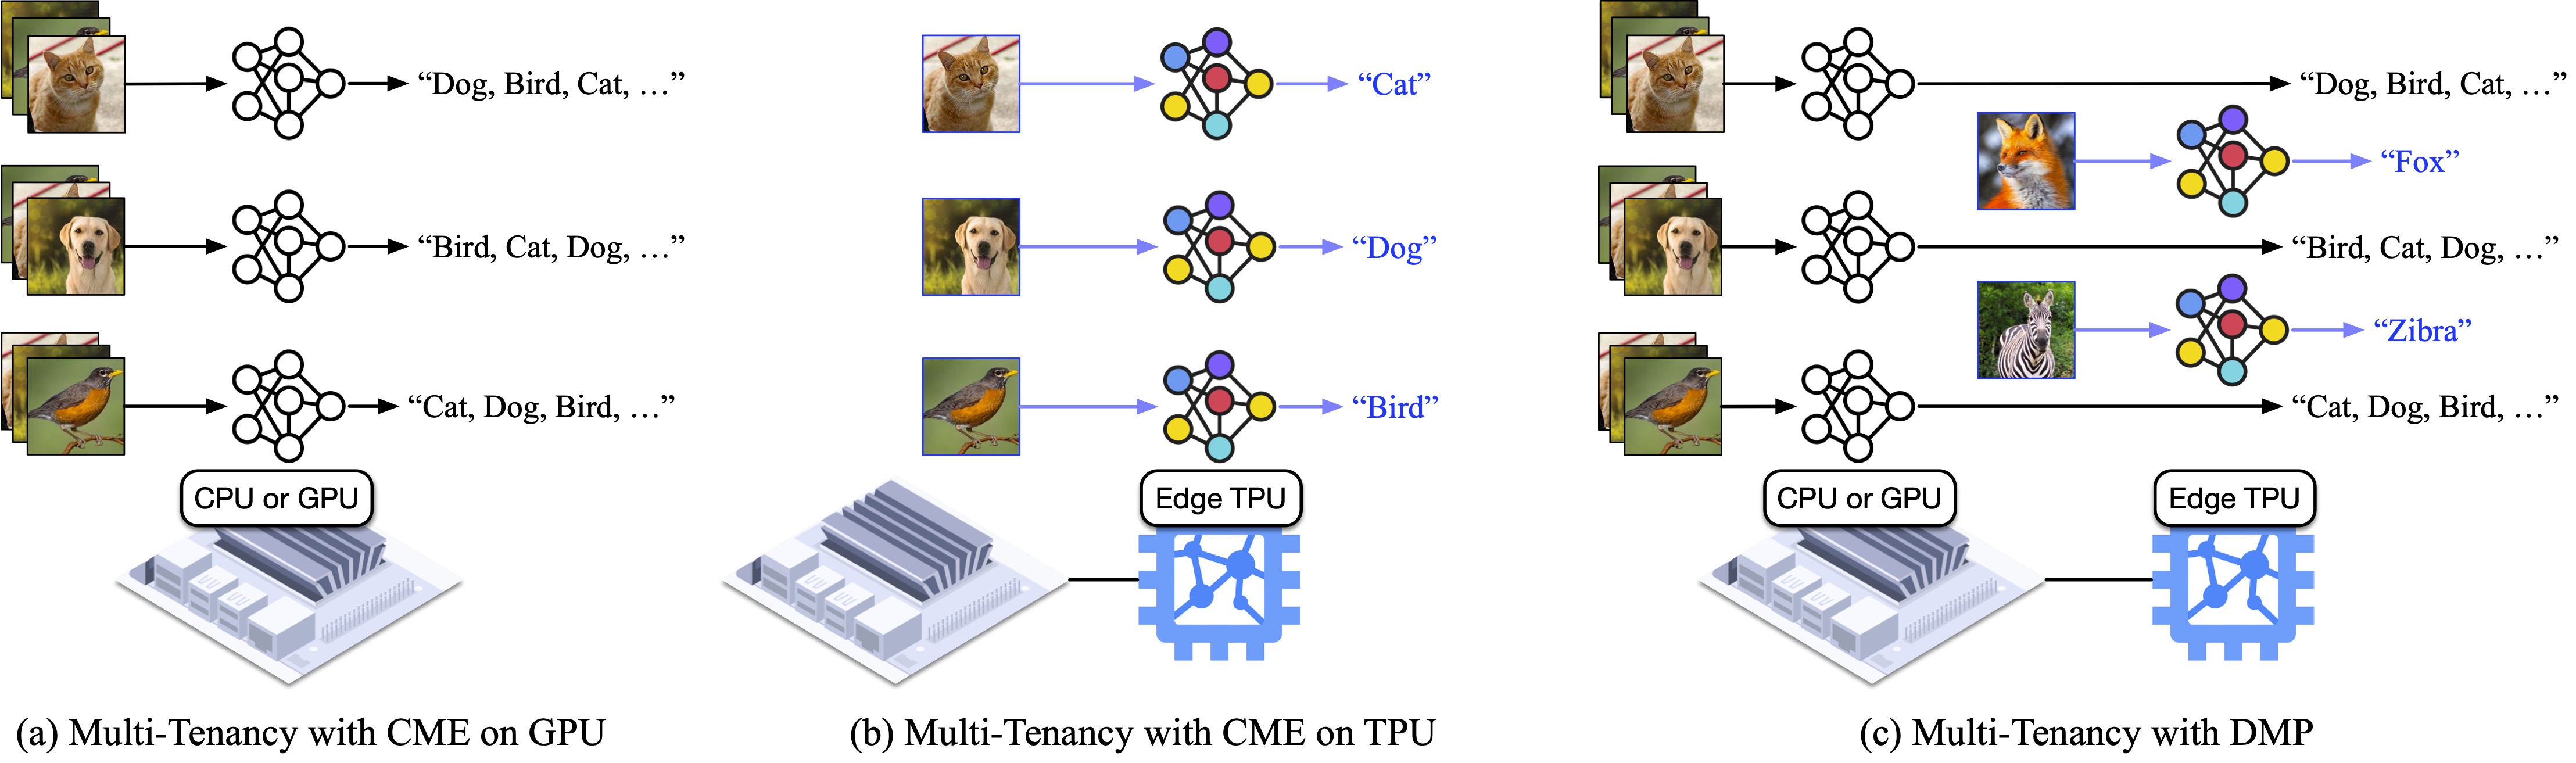 “Dog, Bird, Cat, …”
“Bird, Cat, Dog, …”
“Cat, Dog, Bird, …”
CPU or GPU
(a) Multi-Tenancy with CME on GPU
“Cat”
“Dog”
“Bird”
Edge TPU
(b) Multi-Tenancy with CME on TPU
“Dog, Bird, Cat, …”
“Fox”
“Bird, Cat, Dog, …”
“Zibra”
“Cat, Dog, Bird, …”
CPU or GPU
Edge TPU
(c) Multi-Tenancy with DMP